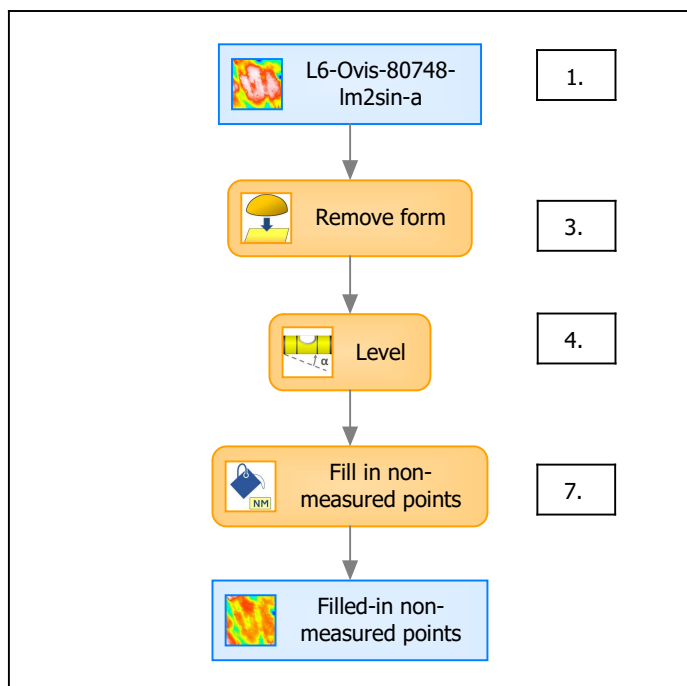 L6-Ovis-80748-
lm2sin-a
1.
Remove form
3.
α
Level
4.
NM
Fill in non-
measured points
7.
Filled-in non-
measured points